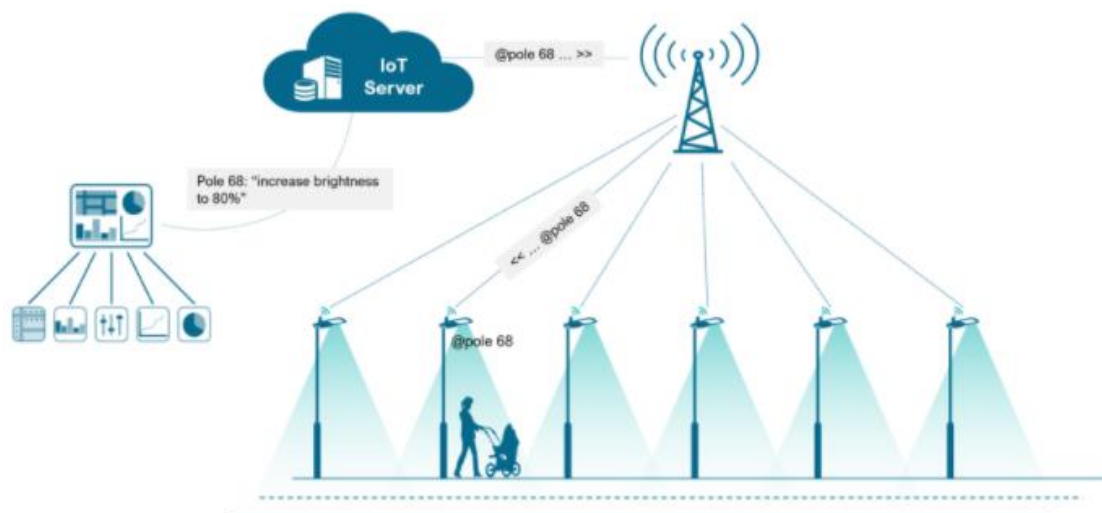 IoT
Server
@pole 68 ... >>
Pole 68: "increase brightness
to 80%"
<< ... @pole 68
@pole 68